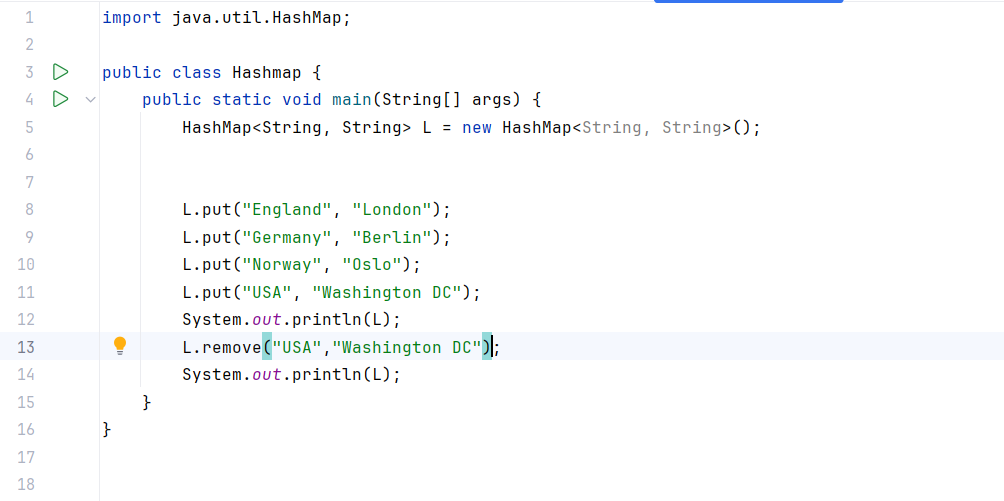 1 import java.util.HashMap;
2
3 public class Hashmap {
4 public static void main(String[] args) {
5 HashMap<String, String> L = new HashMap<String, String>();
6
7
8 L.put("England", "London");
9 L.put("Germany", "Berlin");
10 L.put("Norway", "Oslo");
11 L.put("USA", "Washington DC");
12 System.out.println(L);
13 L.remove("USA","Washington DC");
14 System.out.println(L);
15 }
16 }
17
18